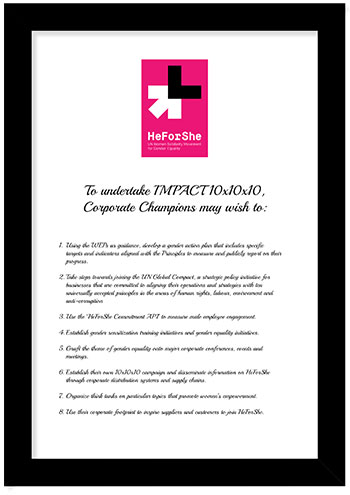 HeForShe
UN Women Solidarity Movement
for Gender Equality
To undertake IMPACT 10x10x10,
Corporate Champions may wish to:
1. Using the WEPs as guidance, develop a gender action plan that includes specific
targets and indicators aligned with the Principles to measure and publicly report on their
progress.
2. Take steps towards joining the UN Global Compact, a strategic policy initiative for
businesses that are committed to aligning their operations and strategies with ten
universally accepted principles in the areas of human rights, labour, environment and
anti-corruption
3. Use the HeForShe Commitment API to measure male employee engagement.
4. Establish gender sensitization training initiatives and gender equality initiatives.
5. Graft the theme of gender equality onto major corporate conferences, events and
meetings.
6. Establish their own 10x10x10 campaign and disseminate information on HeForShe
through corporate distribution systems and supply chains.
7. Organize think tanks on particular topics that promote women's empowerment.
8. Use their corporate footprint to inspire suppliers and customers to join HeForShe.